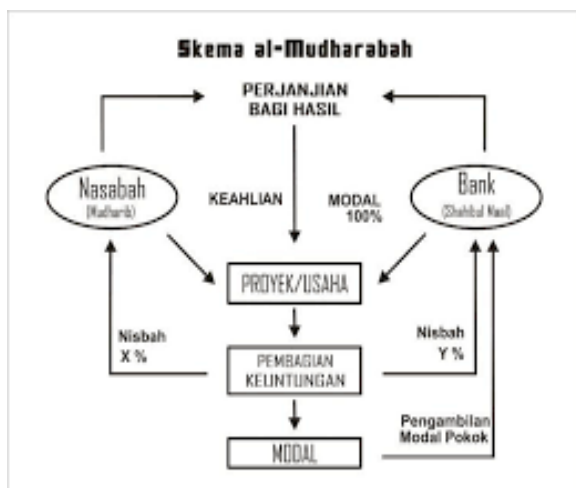 Skema al-Mudharabah
PERJANJIAN
BAGI HASIL
Nasabah
(Mudharib)
KEAHLIAN
MODAL
100%
Bank
(Shahibul Maal)
PROYEK/USAHA
Nisbah
X %
PEMBAGIAN
KEUNTUNGAN
Nisbah
Y %
MODAL
Pengambilan
Modal Pokok